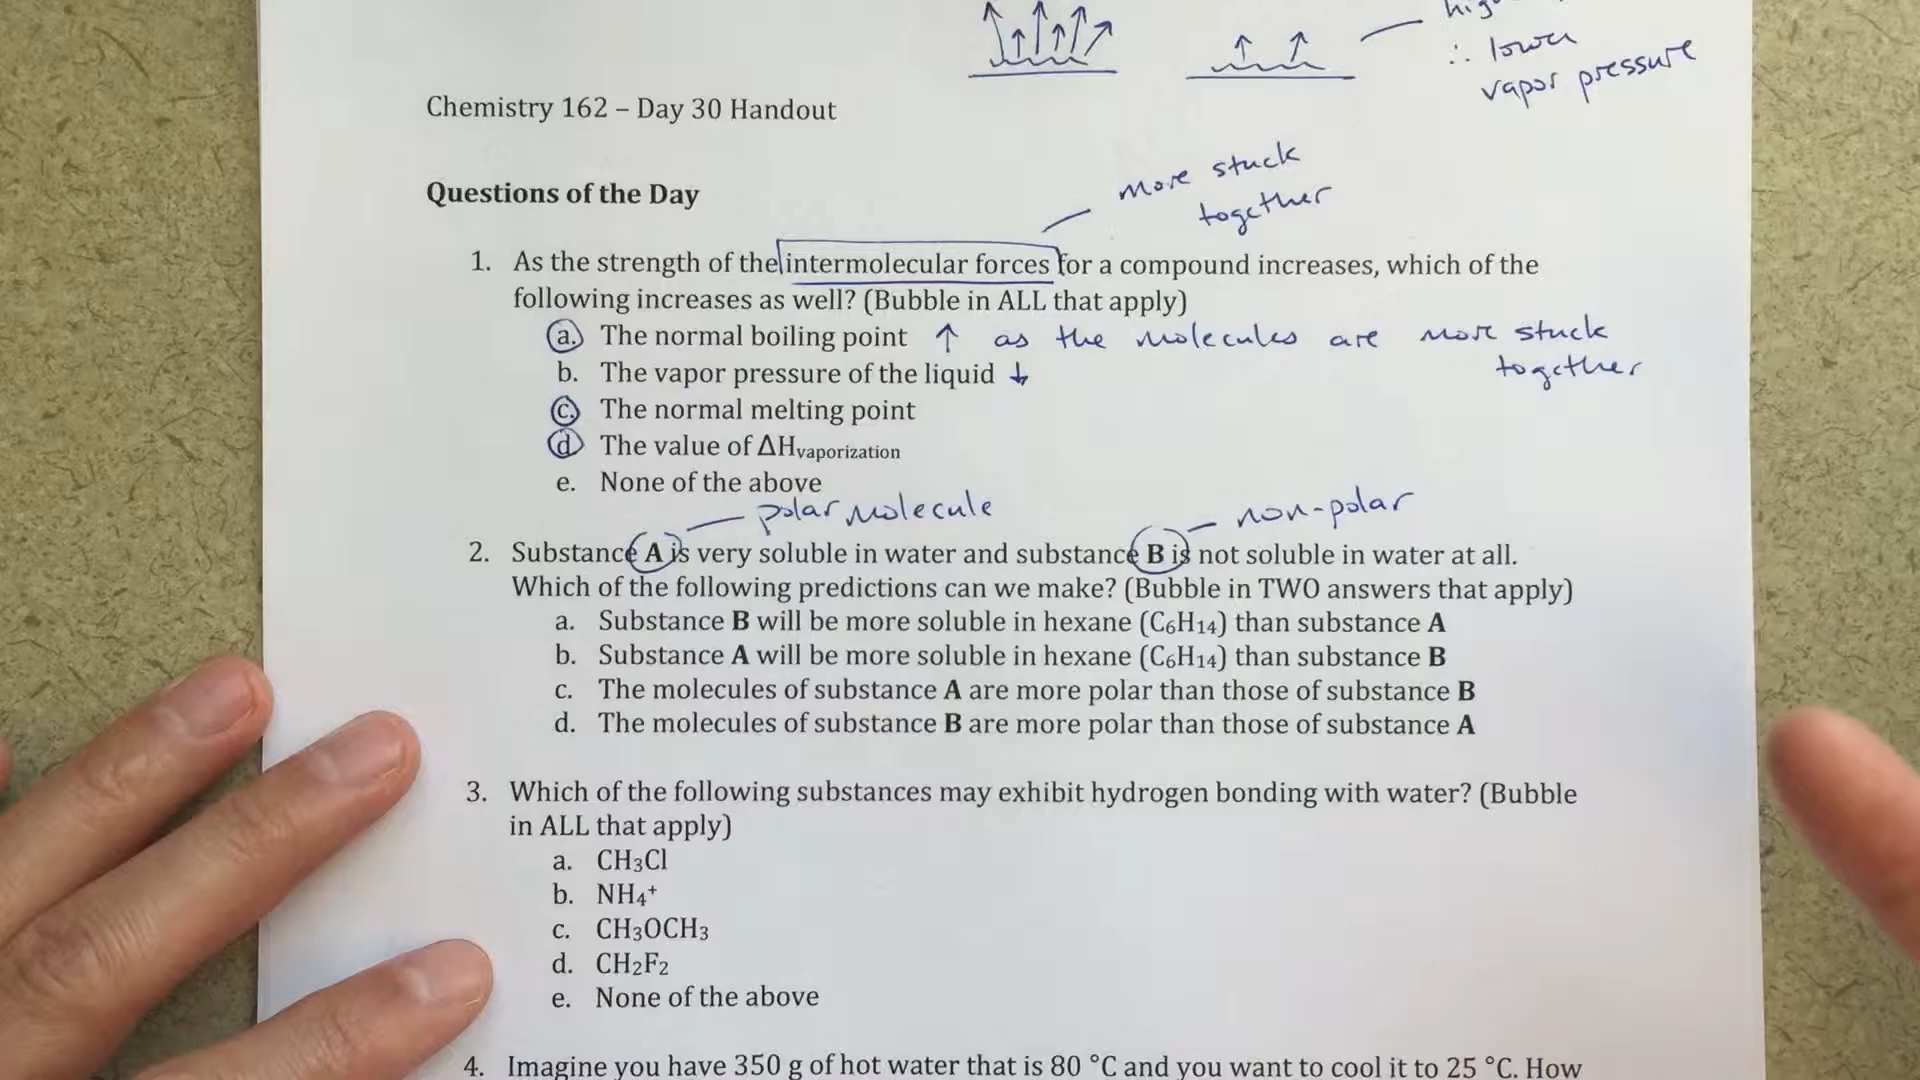 ∴ lower
vapor pressure
Chemistry 162 – Day 30 Handout
more stuck
together
Questions of the Day
1. As the strength of the intermolecular forces for a compound increases, which of the
following increases as well? (Bubble in ALL that apply)
a. The normal boiling point ↑ as the molecules are more stuck
together
b. The vapor pressure of the liquid ↓
c. The normal melting point
d. The value of ΔHvaporization
e. None of the above
polar molecule non-polar
2. Substance A is very soluble in water and substance B is not soluble in water at all.
Which of the following predictions can we make? (Bubble in TWO answers that apply)
a. Substance B will be more soluble in hexane (C₆H₁₄) than substance A
b. Substance A will be more soluble in hexane (C₆H₁₄) than substance B
c. The molecules of substance A are more polar than those of substance B
d. The molecules of substance B are more polar than those of substance A
3. Which of the following substances may exhibit hydrogen bonding with water? (Bubble
in ALL that apply)
a. CH₃Cl
b. NH₄⁺
c. CH₃OCH₃
d. CH₂F₂
e. None of the above
4. Imagine you have 350 g of hot water that is 80 °C and you want to cool it to 25 °C. How